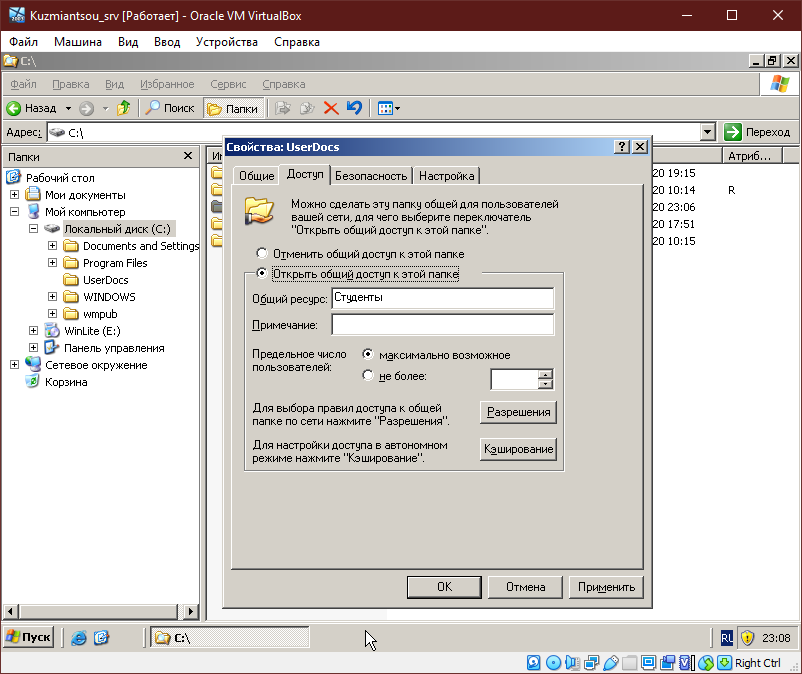 Kuzmiantsou_srv [Работает] - Oracle VM VirtualBox
Файл Машина Вид Ввод Устройства Справка
C:\
Файл Правка Вид Избранное Сервис Справка
Назад Поиск Папки
Адрес: C:\ Переход
Папки
Атриб...
Рабочий стол
Мои документы
Мой компьютер
Локальный диск (C:)
Documents and Settings
Program Files
UserDocs
WINDOWS
wmpub
WinLite (E:)
Панель управления
Сетевое окружение
Корзина
20 19:15
20 10:14 R
20 23:06
20 17:51
20 10:15
Свойства: UserDocs
Общие Доступ Безопасность Настройка
Можно сделать эту папку общей для пользователей
вашей сети, для чего выберите переключатель
"Открыть общий доступ к этой папке".
Отменить общий доступ к этой папке
Открыть общий доступ к этой папке
Общий ресурс: Студенты
Примечание:
Предельное число
пользователей:
максимально возможное
не более:
Для выбора правил доступа к общей
папке по сети нажмите "Разрешения".
Разрешения
Для настройки доступа в автономном
режиме нажмите "Кэширование".
Кэширование
OK Отмена Применить
Пуск C:\ RL 23:08
Right Ctrl